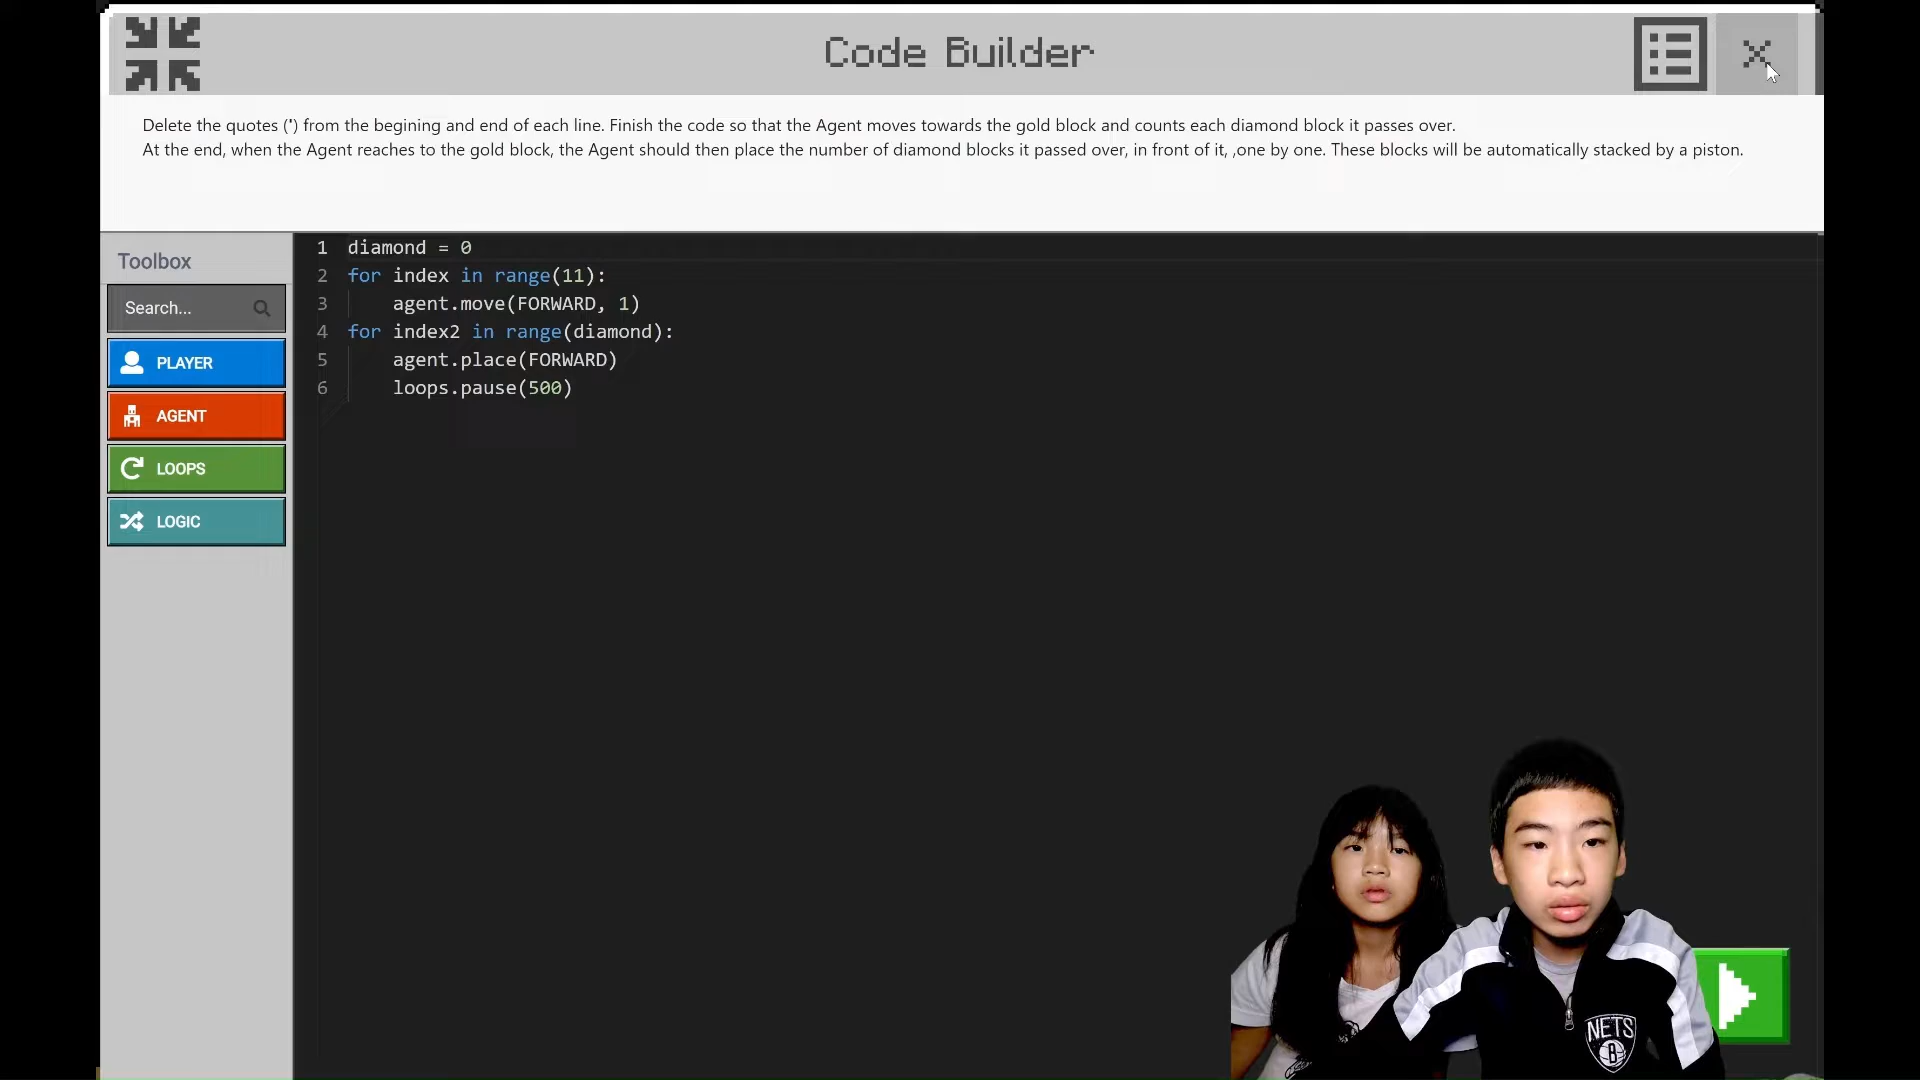 Code Builder
Delete the quotes (') from the begining and end of each line. Finish the code so that the Agent moves towards the gold block and counts each diamond block it passes over.
At the end, when the Agent reaches to the gold block, the Agent should then place the number of diamond blocks it passed over, in front of it, ,one by one. These blocks will be automatically stacked by a piston.
Toolbox
Search...
PLAYER
AGENT
LOOPS
LOGIC
1 diamond = 0
2 for index in range(11):
3 agent.move(FORWARD, 1)
4 for index2 in range(diamond):
5 agent.place(FORWARD)
6 loops.pause(500)
NETS
B